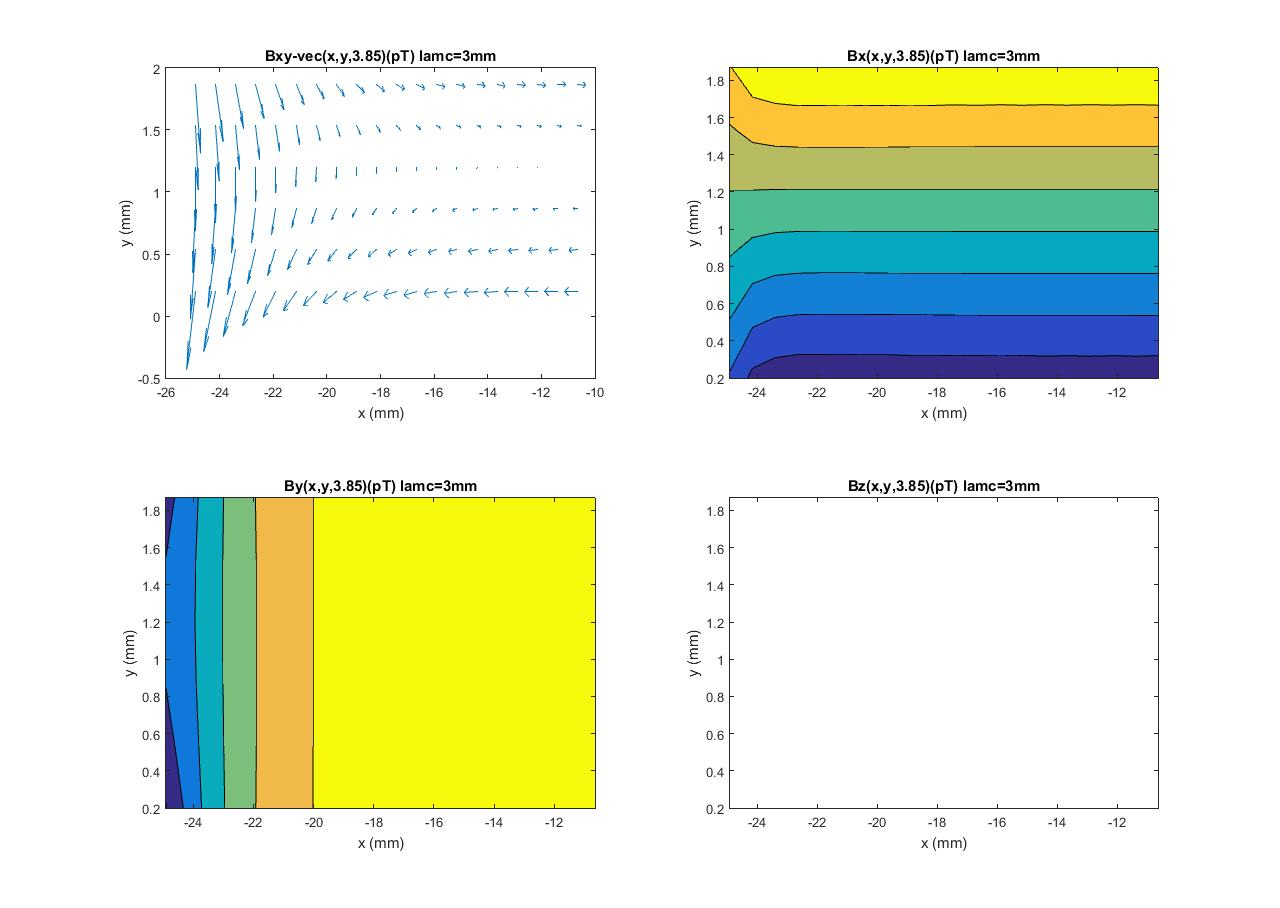 Bxy-vec(x,y,3.85)(pT) lamc=3mm
2
1.5
1
0.5
0
-0.5
y (mm)
-26 -24 -22 -20 -18 -16 -14 -12 -10
x (mm)
Bx(x,y,3.85)(pT) lamc=3mm
1.8
1.6
1.4
1.2
1
0.8
0.6
0.4
0.2
y (mm)
-24 -22 -20 -18 -16 -14 -12
x (mm)
By(x,y,3.85)(pT) lamc=3mm
1.8
1.6
1.4
1.2
1
0.8
0.6
0.4
0.2
y (mm)
-24 -22 -20 -18 -16 -14 -12
x (mm)
Bz(x,y,3.85)(pT) lamc=3mm
1.8
1.6
1.4
1.2
1
0.8
0.6
0.4
0.2
y (mm)
-24 -22 -20 -18 -16 -14 -12
x (mm)